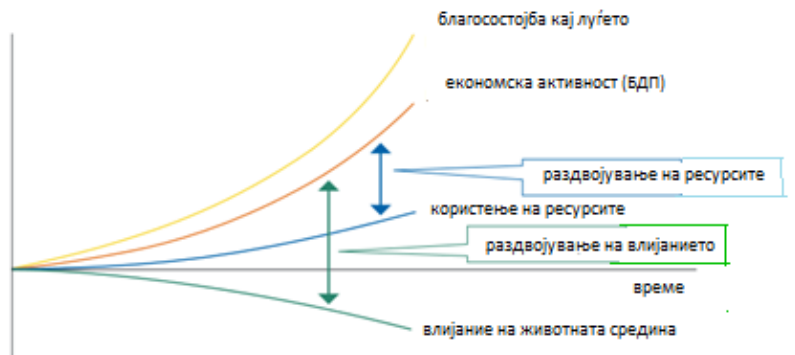 благосостојба кај луѓето
економска активност (БДП)
раздвојување на ресурсите
користење на ресурсите
раздвојување на влијанието
време
влијание на животната средина